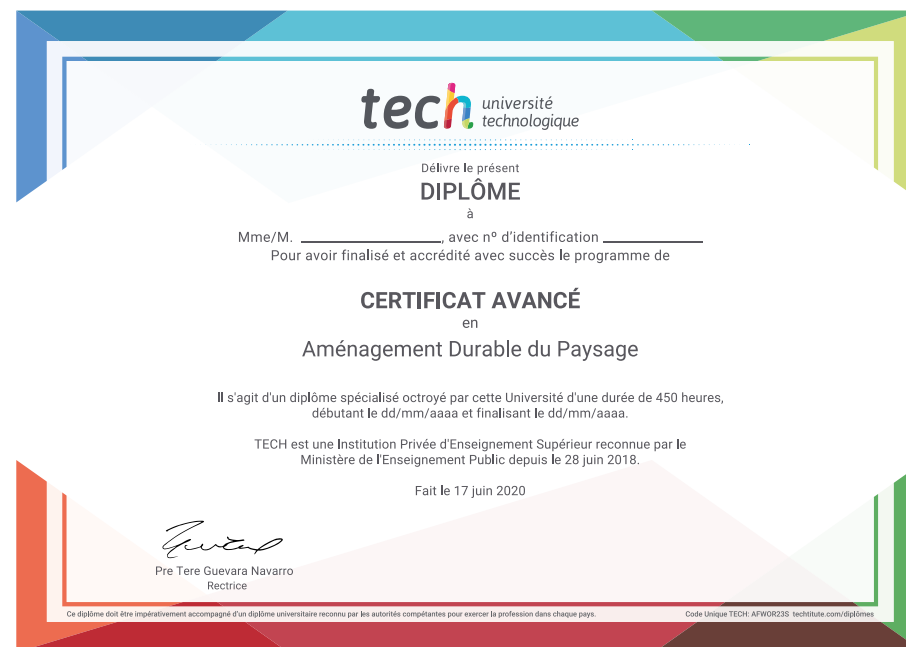 tech université
technologique
Délivre le présent
DIPLÔME
à
Mme/M. ____________________, avec nº d'identification ______________
Pour avoir finalisé et accrédité avec succès le programme de
CERTIFICAT AVANCÉ
en
Aménagement Durable du Paysage
Il s'agit d'un diplôme spécialisé octroyé par cette Université d'une durée de 450 heures,
débutant le dd/mm/aaaa et finalisant le dd/mm/aaaa.
TECH est une Institution Privée d'Enseignement Supérieur reconnue par le
Ministère de l'Enseignement Public depuis le 28 juin 2018.
Fait le 17 juin 2020
Pre Tere Guevara Navarro
Rectrice
Ce diplôme doit être impérativement accompagné d'un diplôme universitaire reconnu par les autorités compétantes pour exercer la profession dans chaque pays.
Code Unique TECH: AFWOR23S techtitute.com/diplômes